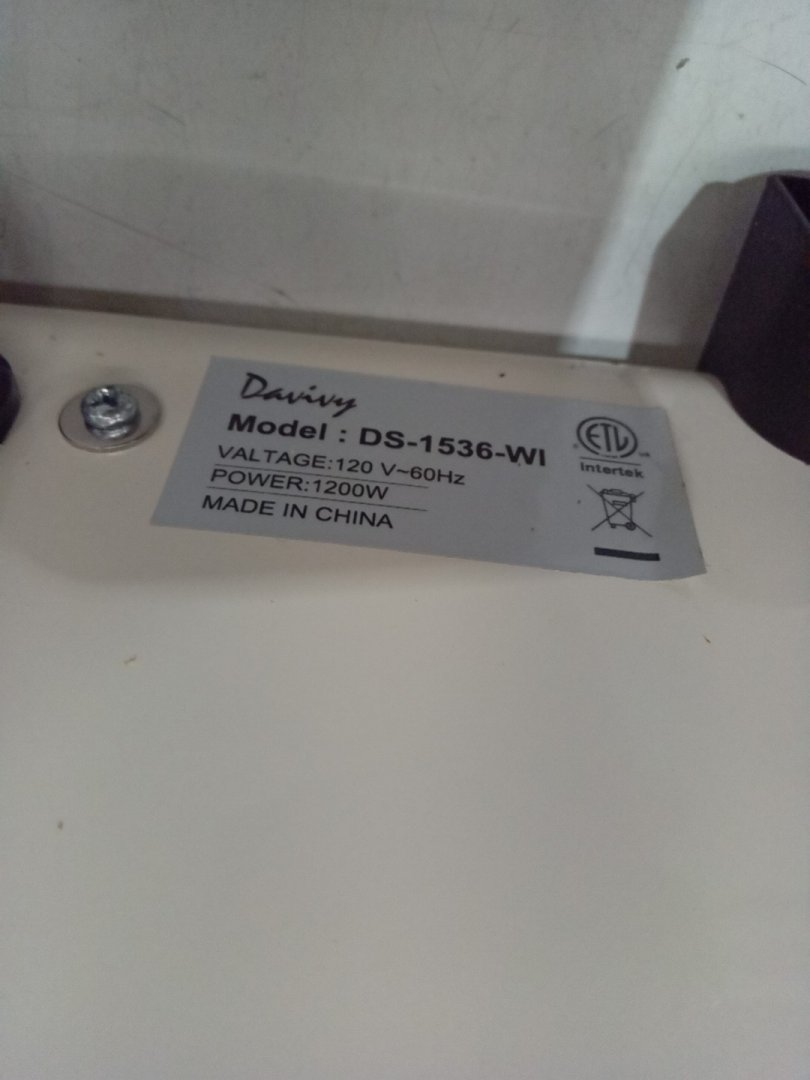 Davivy
Model : DS-1536-WI
VALTAGE:120 V~60Hz
POWER:1200W
MADE IN CHINA
ETL
Intertek